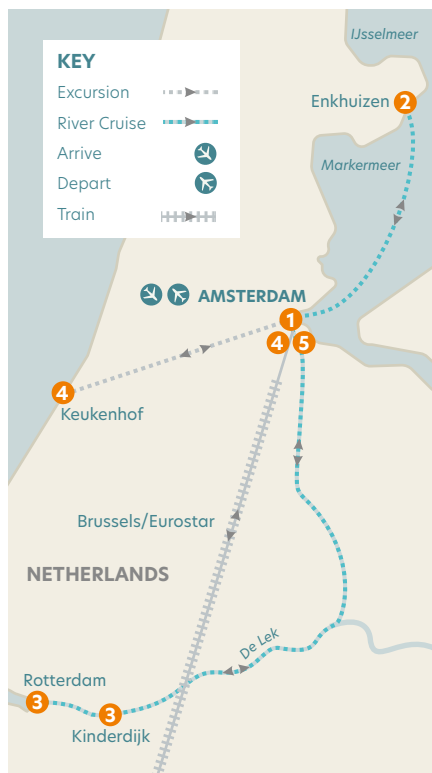 KEY
Excursion
River Cruise
Arrive
Depart
Train
IJsselmeer
Enkhuizen 2
Markermeer
AMSTERDAM
1
4 5
4
Keukenhof
Brussels/Eurostar
NETHERLANDS
De Lek
Rotterdam
3
3
Kinderdijk